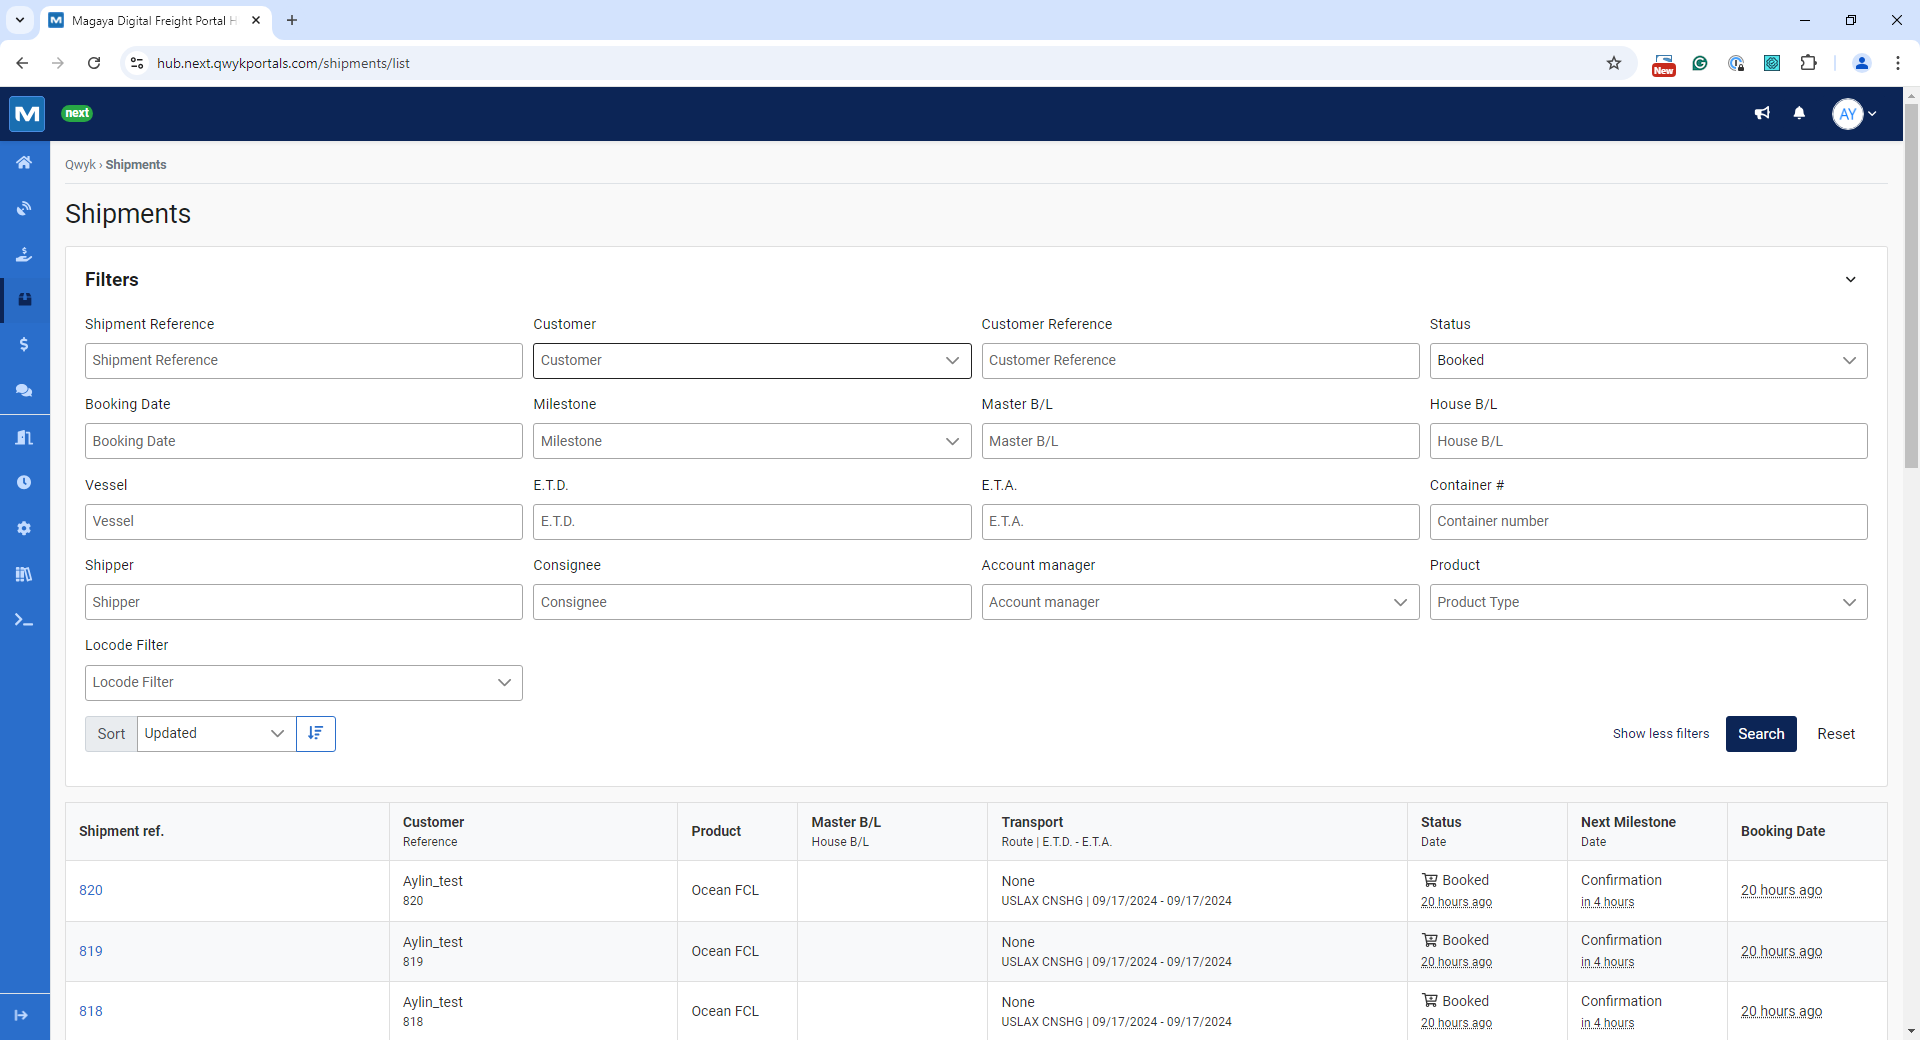 Magaya Digital Freight Portal H
hub.next.qwykportals.com/shipments/list
New
M
next
AY
Qwyk › Shipments
Shipments
Filters
Shipment Reference
Customer
Customer Reference
Status
Shipment Reference
Customer
Customer Reference
Booked
Booking Date
Milestone
Master B/L
House B/L
Booking Date
Milestone
Master B/L
House B/L
Vessel
E.T.D.
E.T.A.
Container #
Vessel
E.T.D.
E.T.A.
Container number
Shipper
Consignee
Account manager
Product
Shipper
Consignee
Account manager
Product Type
Locode Filter
Locode Filter
Sort
Updated
Show less filters
Search
Reset
Shipment ref.
Customer
Reference
Product
Master B/L
House B/L
Transport
Route | E.T.D. - E.T.A.
Status
Date
Next Milestone
Date
Booking Date
820
Aylin_test
820
Ocean FCL
None
USLAX CNSHG | 09/17/2024 - 09/17/2024
Booked
20 hours ago
Confirmation
in 4 hours
20 hours ago
819
Aylin_test
819
Ocean FCL
None
USLAX CNSHG | 09/17/2024 - 09/17/2024
Booked
20 hours ago
Confirmation
in 4 hours
20 hours ago
818
Aylin_test
818
Ocean FCL
None
USLAX CNSHG | 09/17/2024 - 09/17/2024
Booked
20 hours ago
Confirmation
in 4 hours
20 hours ago